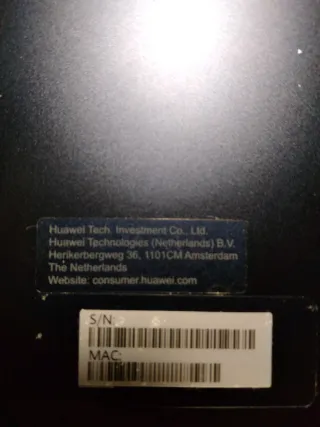 Huawei Tech. Investment Co., Ltd.
Huawei Technologies (Netherlands) B.V.
Herikerbergweg 36, 1101CM Amsterdam
The Netherlands
Website: consumer.huawei.com
S/N:
MAC: